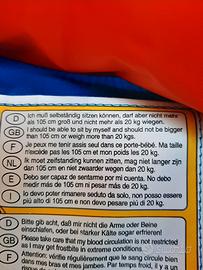 D Ich muß selbständig sitzen können, darf aber nicht mehr
als 105 cm groß und nicht mehr als 20 kg wiegen.
GB I should be able to sit by myself and should not be bigger
than 105 cm or weigh more than 20 kgs.
F Je peux me tenir assis seul dans ce porte-bébé. Ma taille
n'excède pas les 105 cm et mon poids les 20 kg.
NL Ik moet zelfstanding kunnen zitten, mag niet langer zijn
dan 105 cm en niet zwaarder wegen dan 20 kg.
E Debo ser capaz de sentarme por mi cuenta. No debo
medir más de 105 cm. No debo pesar más de 20 kg.
I Io devo poter rimanere seduto da solo, non posso essere
più alto di 105 cm e non devo pesare più di 20 kg.
D Bitte gib acht, daß mir nicht die Arme oder Beine
einschlafen, oder bei starker Kälte sogar erfrieren!
GB Please take care that my blood circulation is not restricted
as I may get frostbite in extreme conditions.
F Attention: vérifie régulièrement que le sang circule bien
dans mes bras et mes jambes. Par temps froid, il y a un